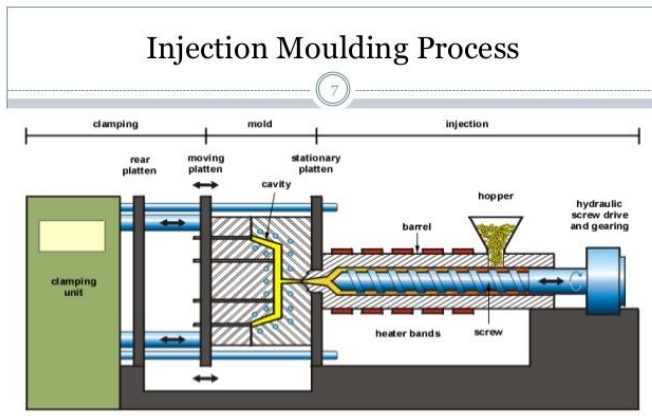 Injection Moulding Process
7
clamping
mold
injection
rear
platten
moving
platten
stationary
platten
cavity
hopper
barrel
hydraulic
screw drive
and gearing
clamping
unit
heater bands
screw